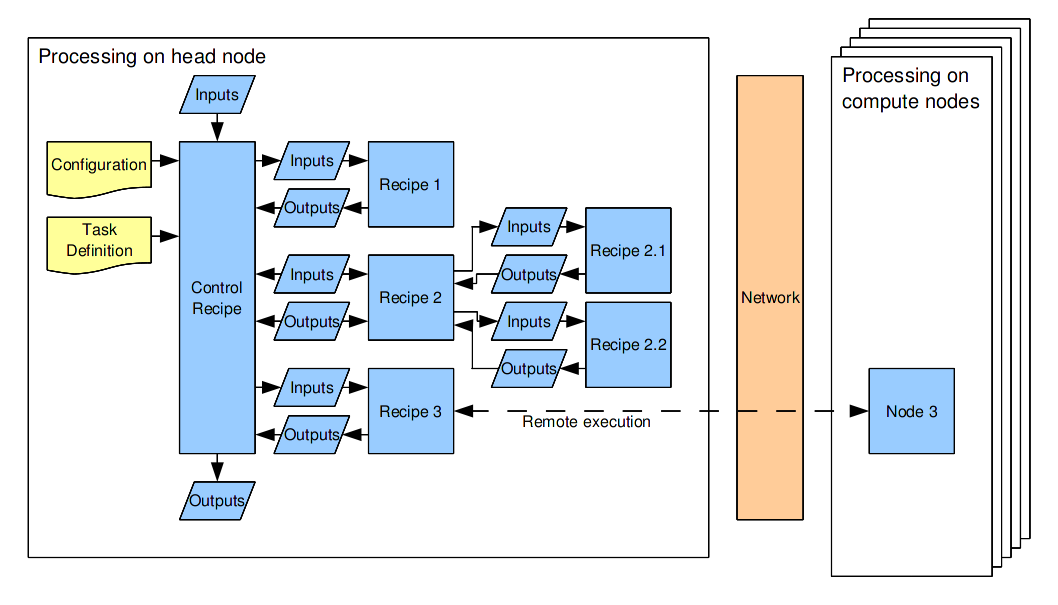 Processing on head node
Inputs
Configuration
Task
Definition
Control
Recipe
Outputs
Inputs
Outputs
Recipe 1
Inputs
Outputs
Recipe 2
Inputs
Outputs
Recipe 2.1
Inputs
Outputs
Recipe 2.2
Inputs
Outputs
Recipe 3
Remote execution
Network
Processing on
compute nodes
Node 3